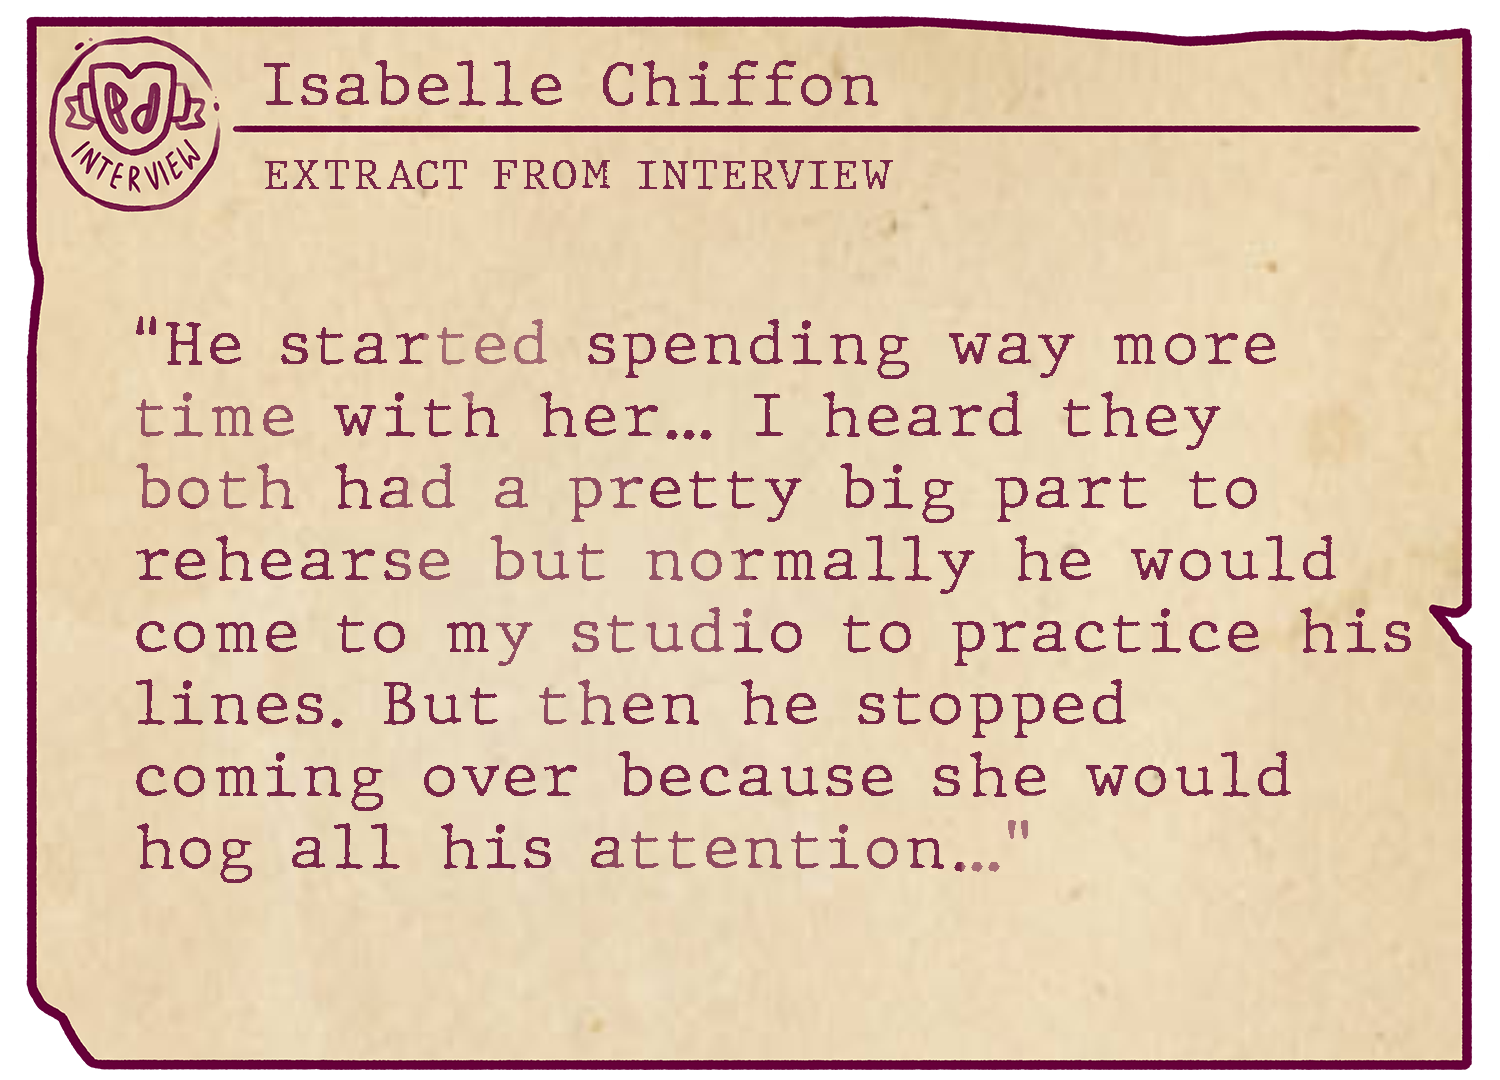 Isabelle Chiffon
Pd
INTERVIEW
EXTRACT FROM INTERVIEW
“He started spending way more
time with her... I heard they
both had a pretty big part to
rehearse but normally he would
come to my studio to practice his
lines. But then he stopped
coming over because she would
hog all his attention..."